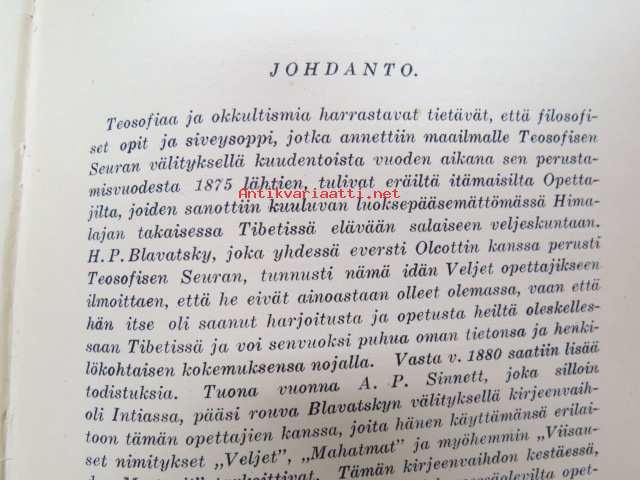 JOHDANTO.
Teosofiaa ja okkultismia harrastavat tietävät, että filosofi-
set opit ja siveysoppi, jotka annettiin maailmalle Teosofisen
Seuran välityksellä kuudentoista vuoden aikana sen perusta-
misvuodesta 1875 lähtien, tulivat eräiltä itämaisilta Opetta-
Antikvariaatti.net
jilta, joiden sanottiin kuuluvan luoksepääsemättömässä Hima-
lajan takaisessa Tibetissä elävään salaiseen veljeskuntaan.
H. P. Blavatsky, joka yhdessä eversti Olcottin kanssa perusti
Teosofisen Seuran, tunnusti nämä idän Veljet opettajikseen
ilmoittaen, että he eivät ainoastaan olleet olemassa, vaan että
hän itse oli saanut harjoitusta ja opetusta heiltä oleskelles-
saan Tibetissä ja voi senvuoksi puhua oman tietonsa ja henki-
lökohtaisen kokemuksensa nojalla. Vasta v. 1880 saatiin lisää
todistuksia. Tuona vuonna A. P. Sinnett, joka silloin
oli Intiassa, pääsi rouva Blavatskyn välityksellä kirjeenvaih-
toon tämän opettajien kanssa, joita hänen käyttämänsä erilai-
set nimitykset „Veljet", „Mahatmat" ja myöhemmin „Viisau-
Tämän kirjeenvaihdon kestäessä,
opet-